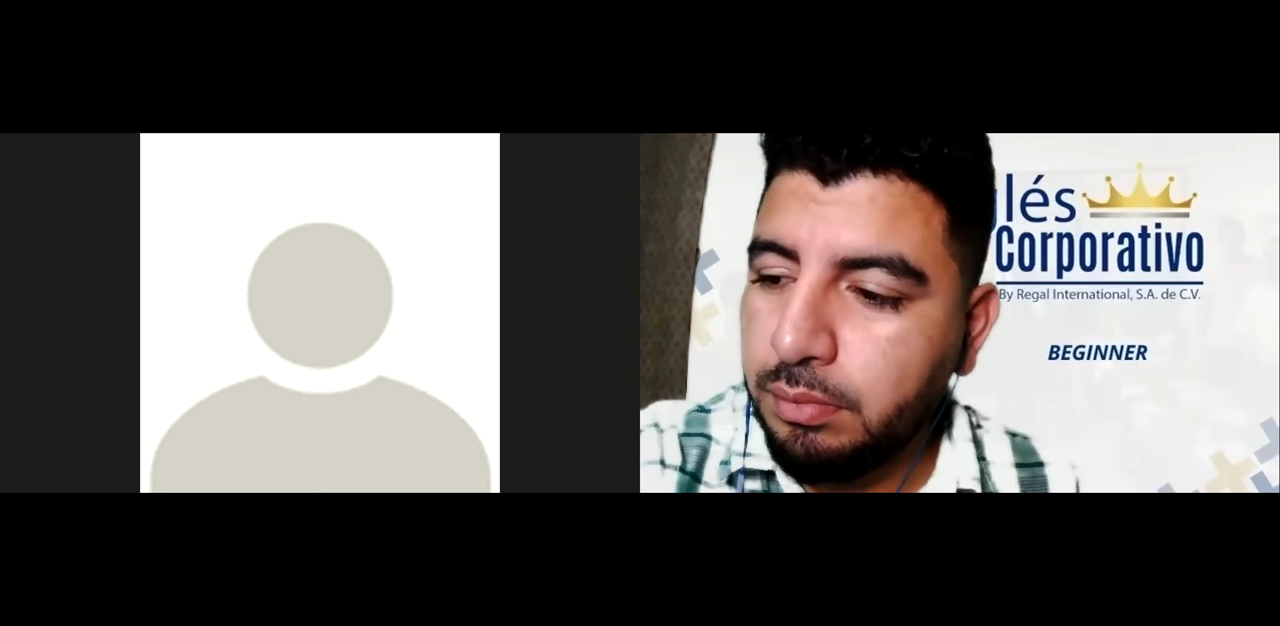 lés
Corporativo
By Regal International, S.A. de C.V.
BEGINNER